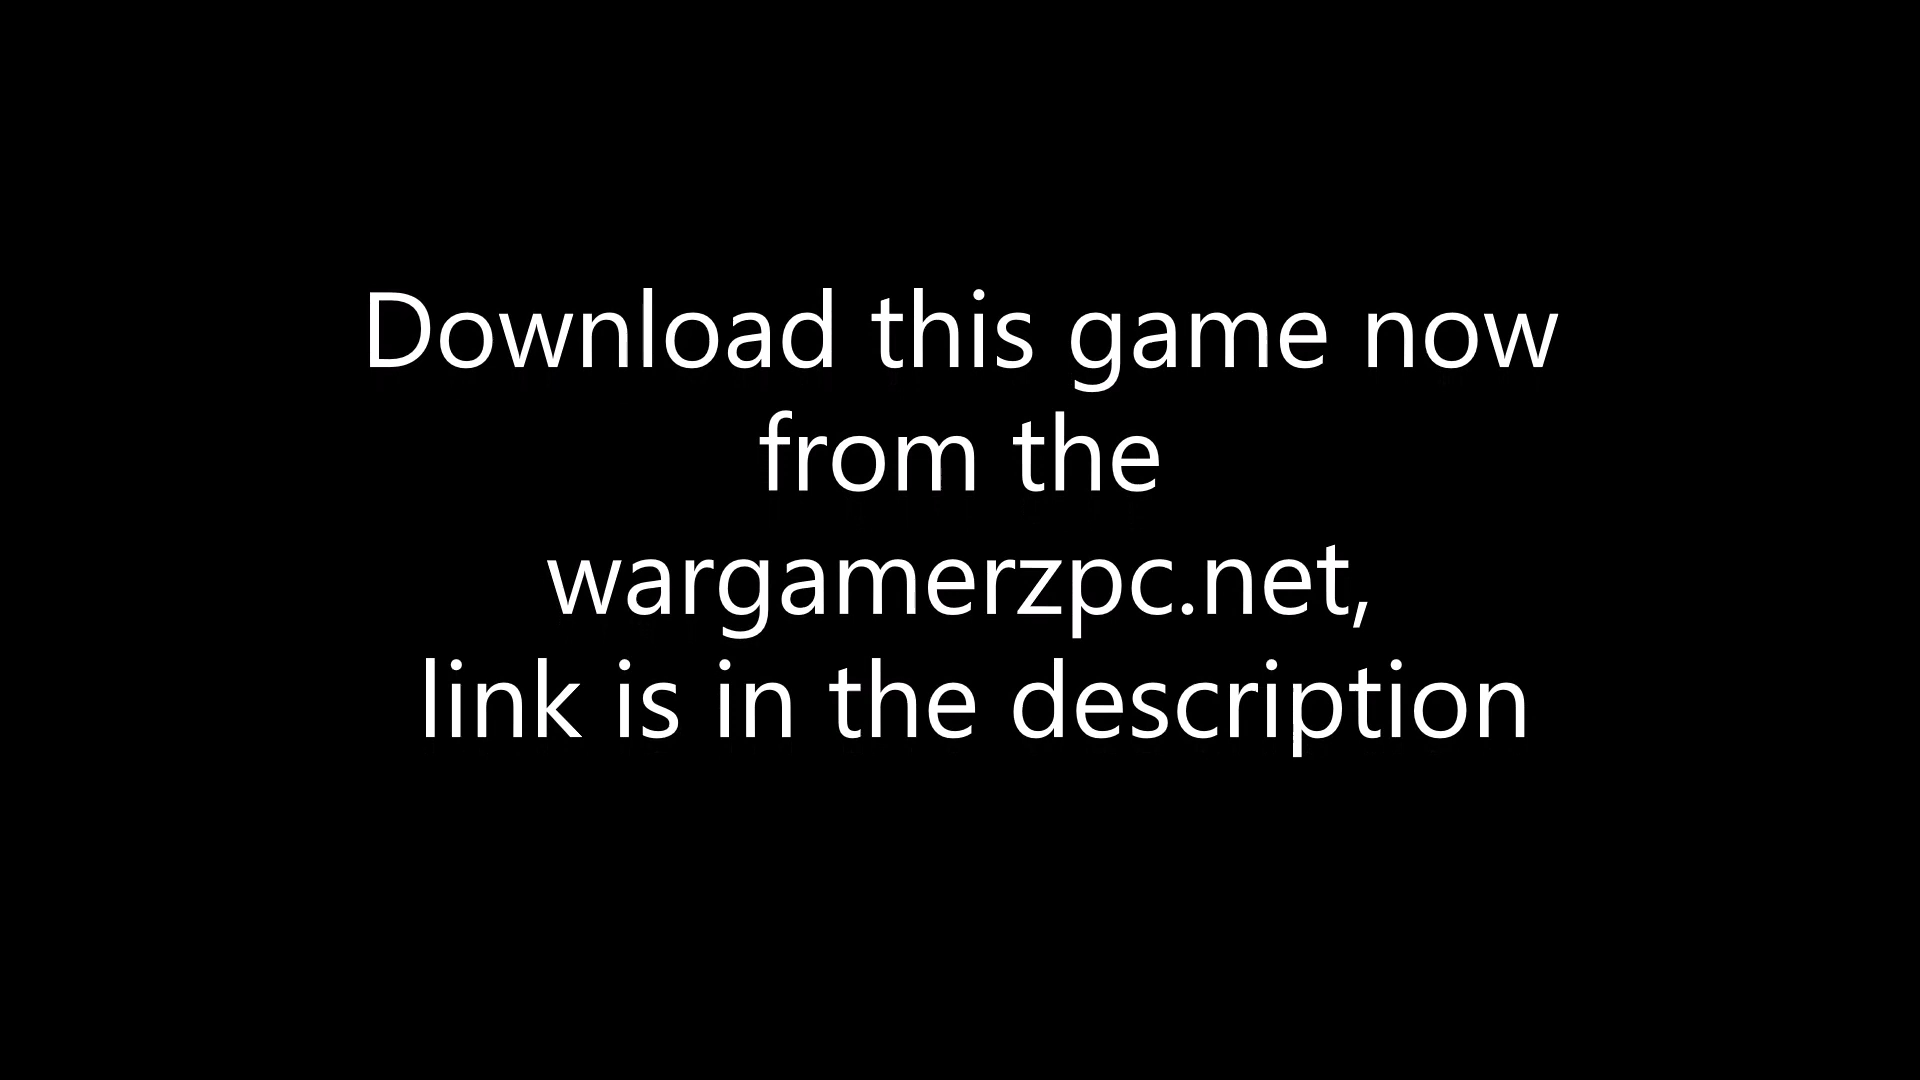 Download this game now
from the
wargamerzpc.net,
link is in the description